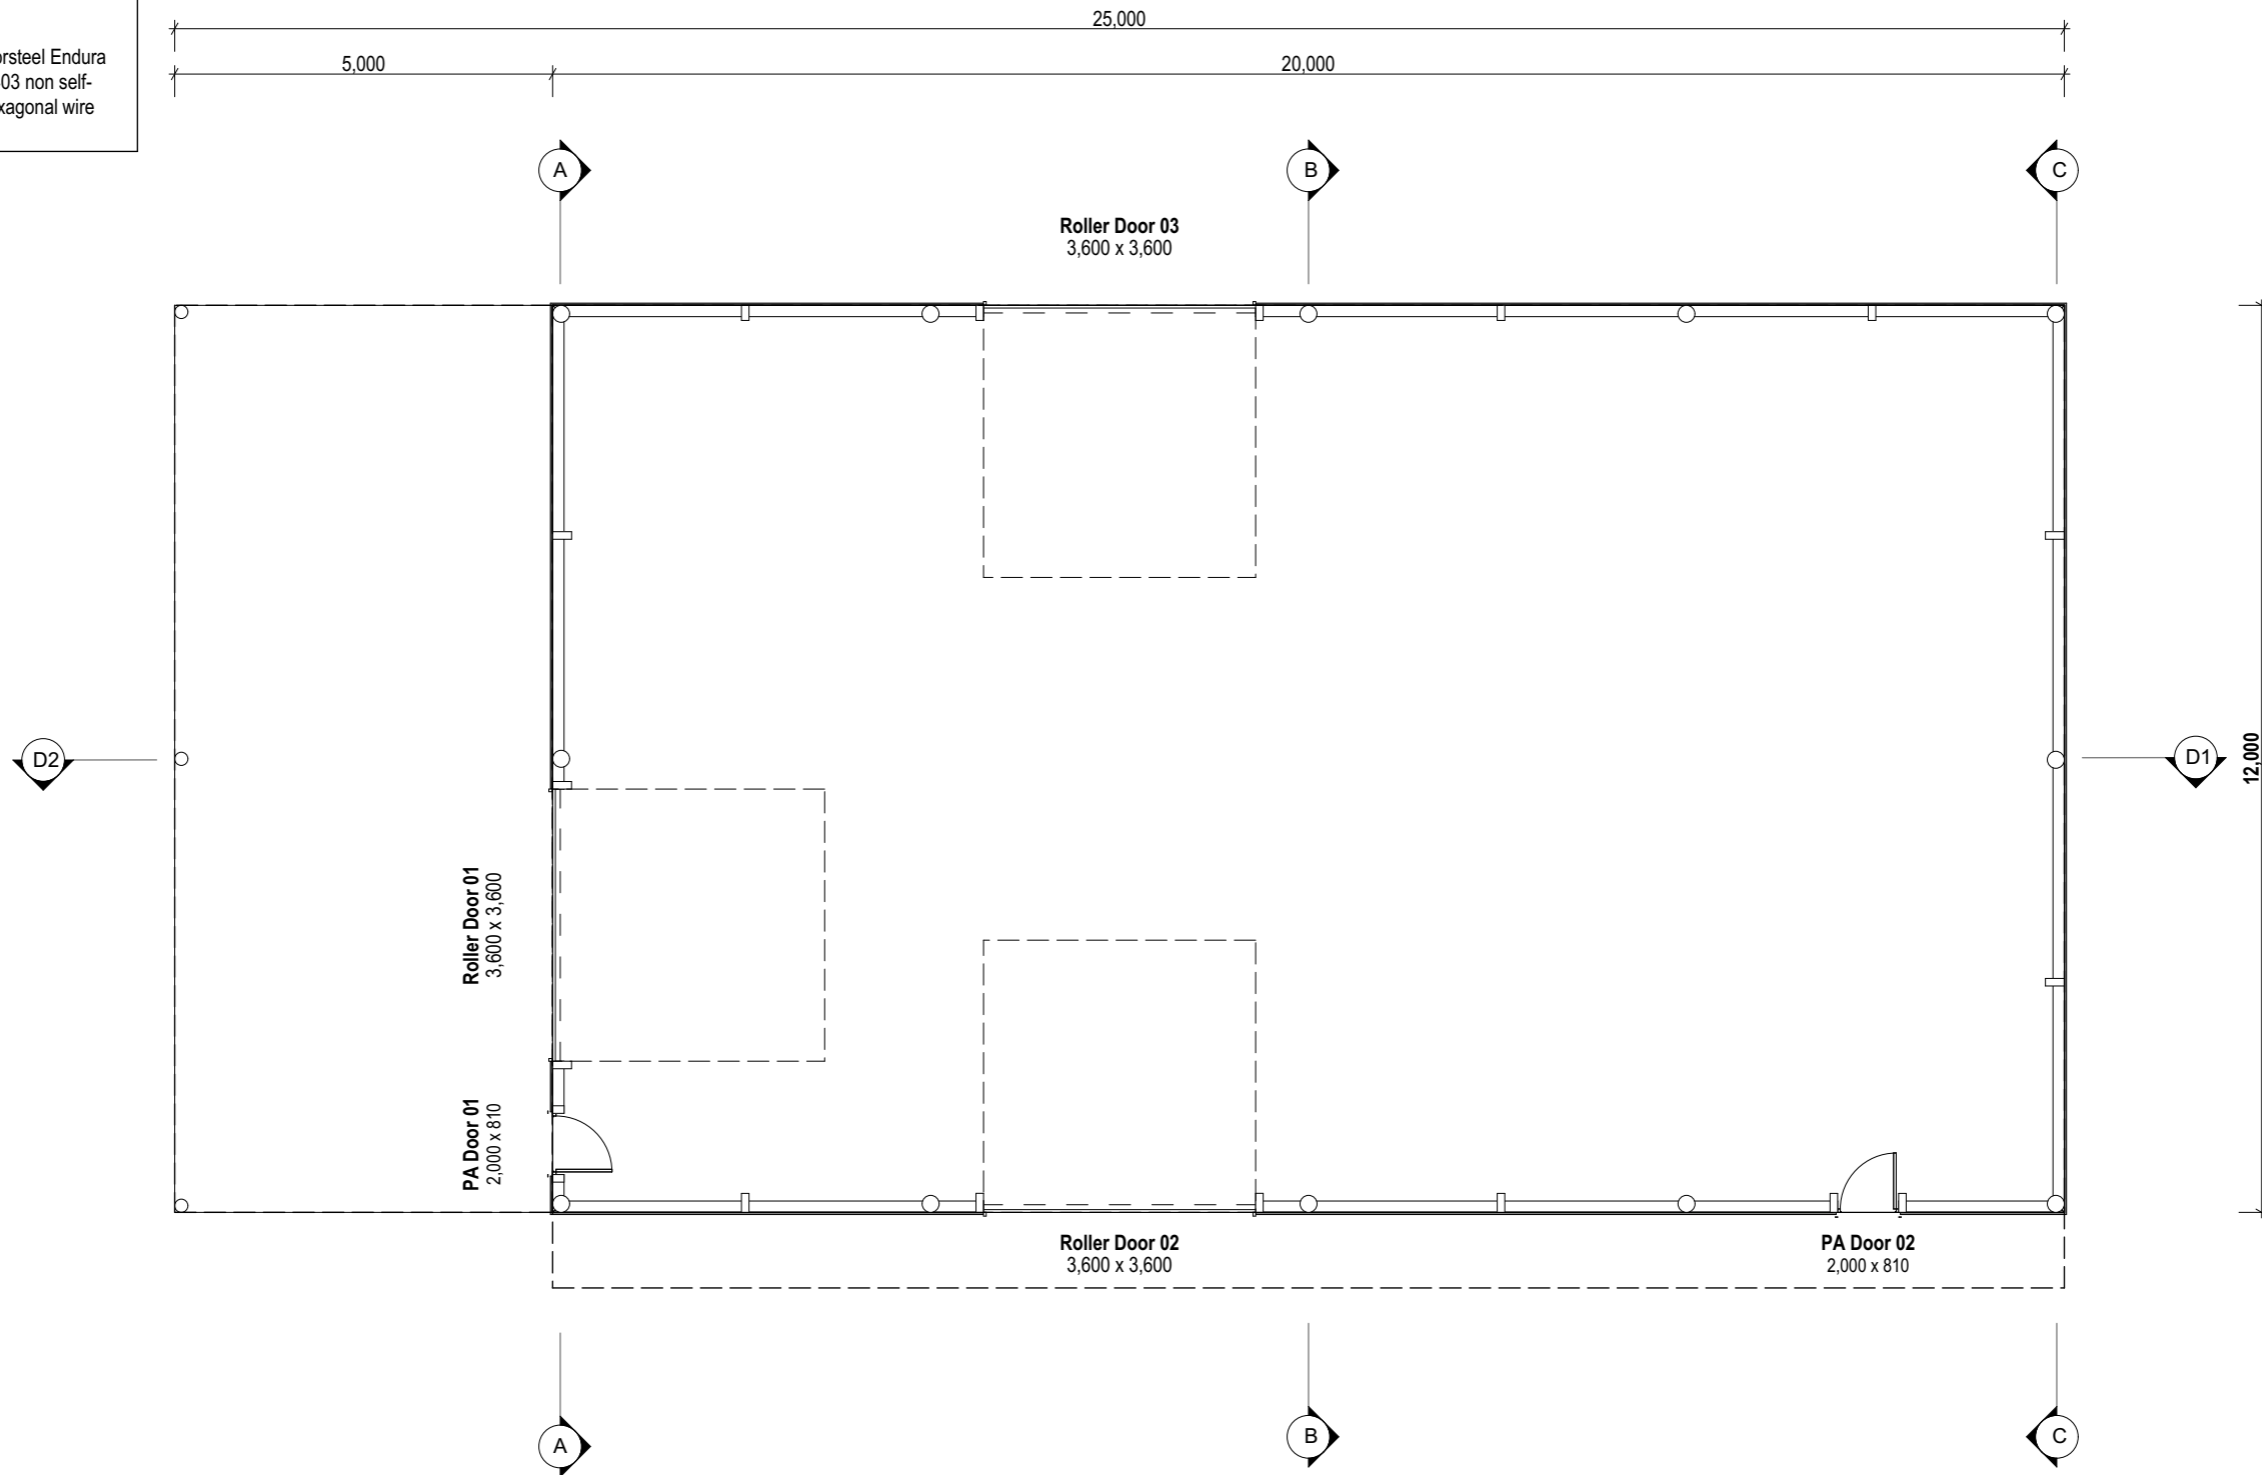 25,000
5,000
20,000
Endura
03 non self-
wire
A
B
C
Roller Door 03
3,600 x 3,600
D2
D1
12,000
Roller Door 01
3,600 x 3,600
PA Door 01
2,000 x 810
Roller Door 02
3,600 x 3,600
PA Door 02
2,000 x 810
A
B
C